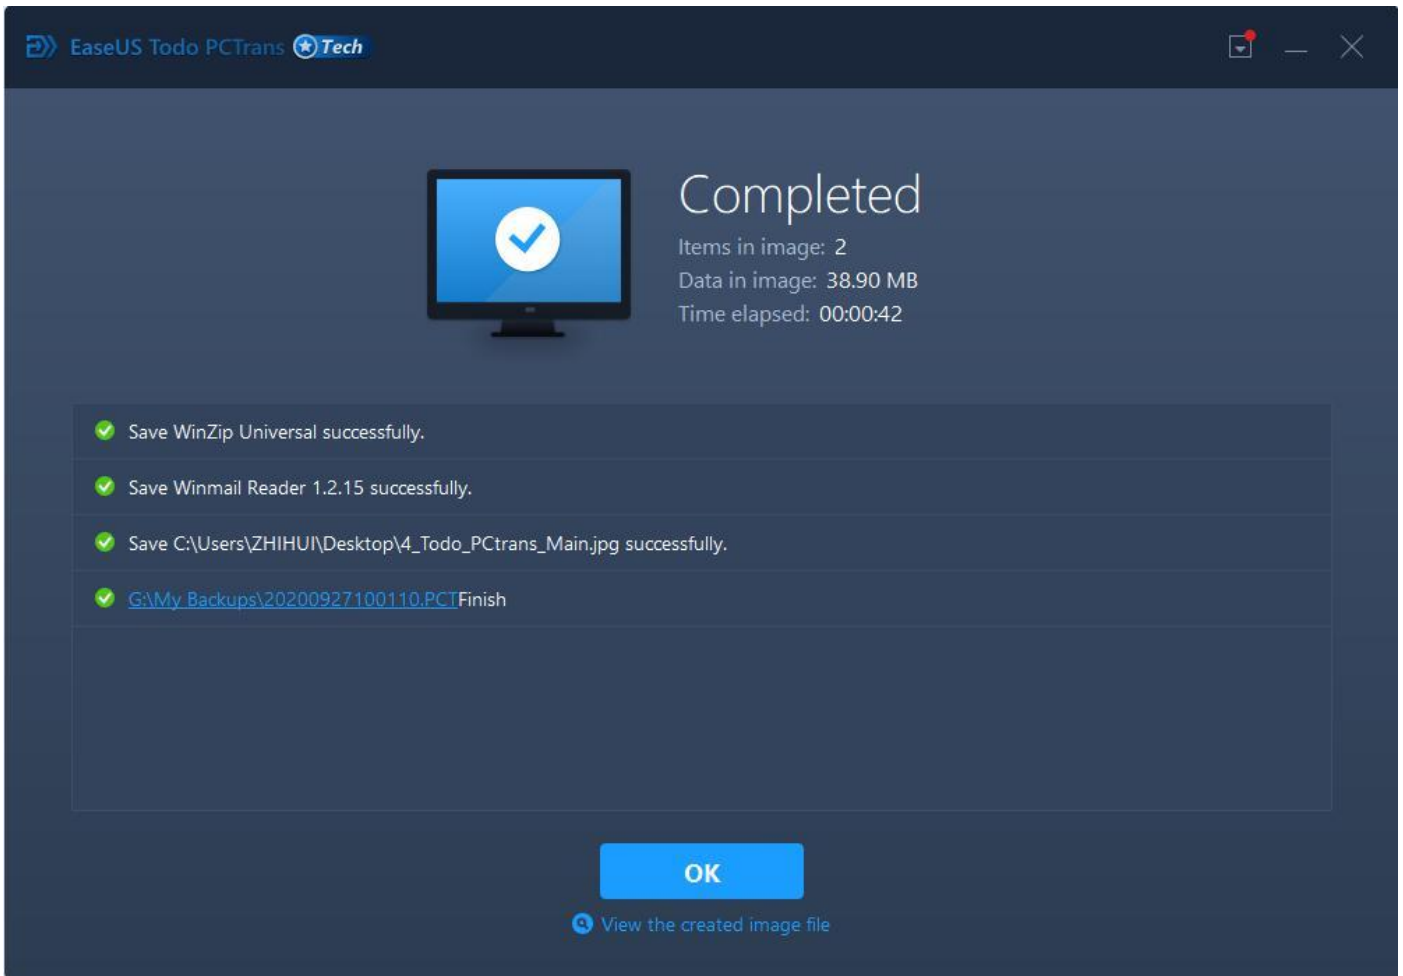 EaseUS Todo PCTrans Tech
Completed
Items in image: 2
Data in image: 38.90 MB
Time elapsed: 00:00:42
Save WinZip Universal successfully.
Save Winmail Reader 1.2.15 successfully.
Save C:\Users\ZHIHUI\Desktop\4_Todo_PCtrans_Main.jpg successfully.
G:\My Backups\20200927100110.PCTFinish
OK
View the created image file